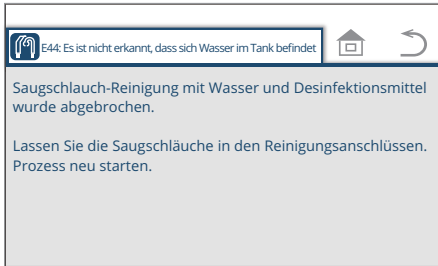 E44: Es ist nicht erkannt, dass sich Wasser im Tank befindet
Saugschlauch-Reinigung mit Wasser und Desinfektionsmittel
wurde abgebrochen.
Lassen Sie die Saugschläuche in den Reinigungsanschlüssen.
Prozess neu starten.